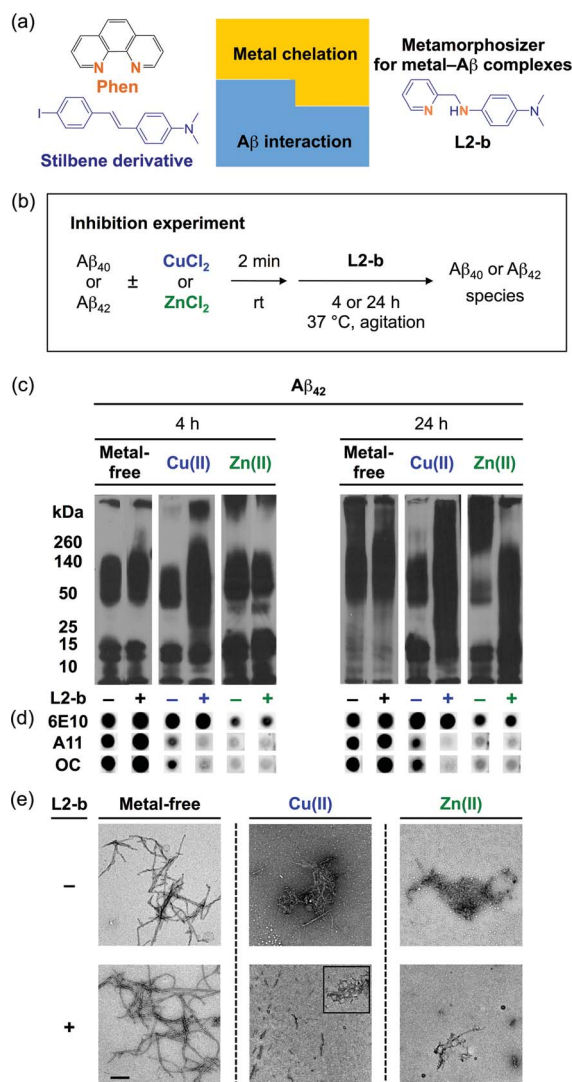 (a)
Phen
Stilbene derivative
Metal chelation
Aβ interaction
Metamorphosizer
for metal–Aβ complexes
N N
I N
N HN N
L2-b
(b)
Inhibition experiment
Aβ40
or
Aβ42
±
CuCl2
or
ZnCl2
2 min
rt
L2-b
4 or 24 h
37 °C, agitation
Aβ40 or Aβ42
species
(c)
Aβ42
4 h 24 h
Metal-free Cu(II) Zn(II) Metal-free Cu(II) Zn(II)
kDa
260
140
50
25
15
10
L2-b – + – + – + – + – + – +
(d)
6E10
A11
OC
(e)
L2-b Metal-free Cu(II) Zn(II)
–
+